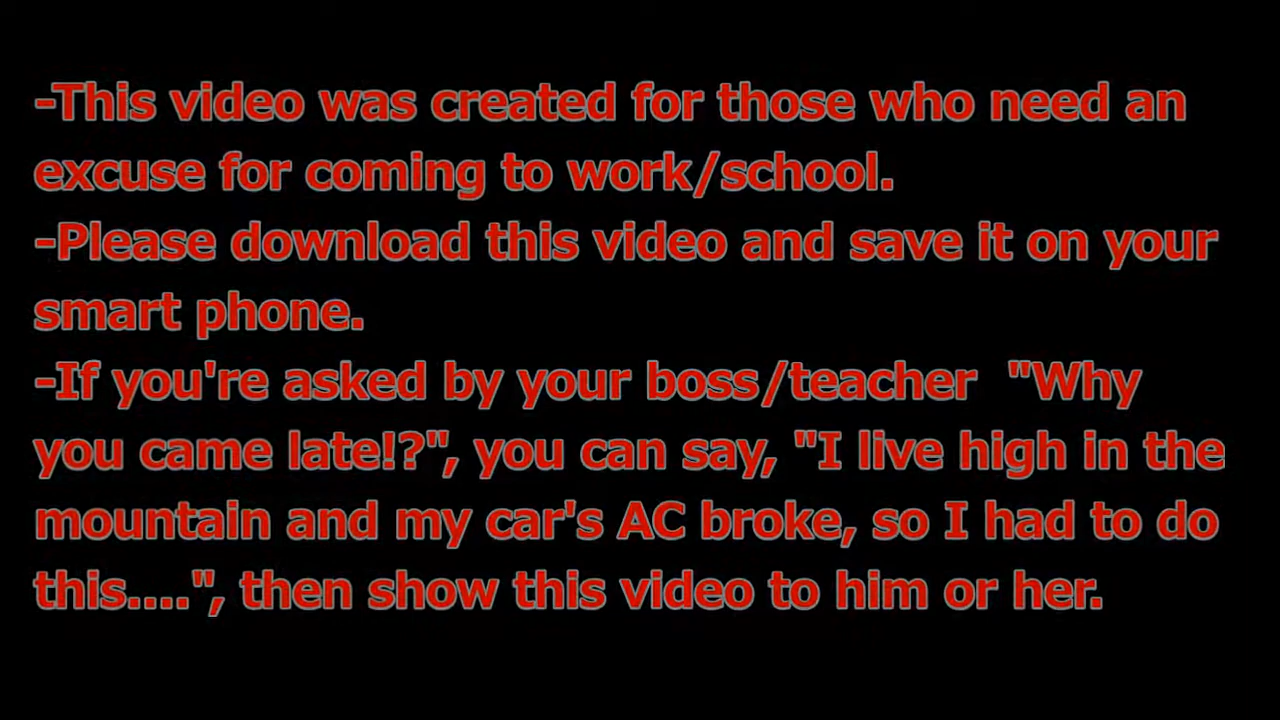 -This video was created for those who need an
excuse for coming to work/school.
-Please download this video and save it on your
smart phone.
-If you're asked by your boss/teacher  "Why
you came late!?", you can say, "I live high in the
mountain and my car's AC broke, so I had to do
this....", then show this video to him or her.